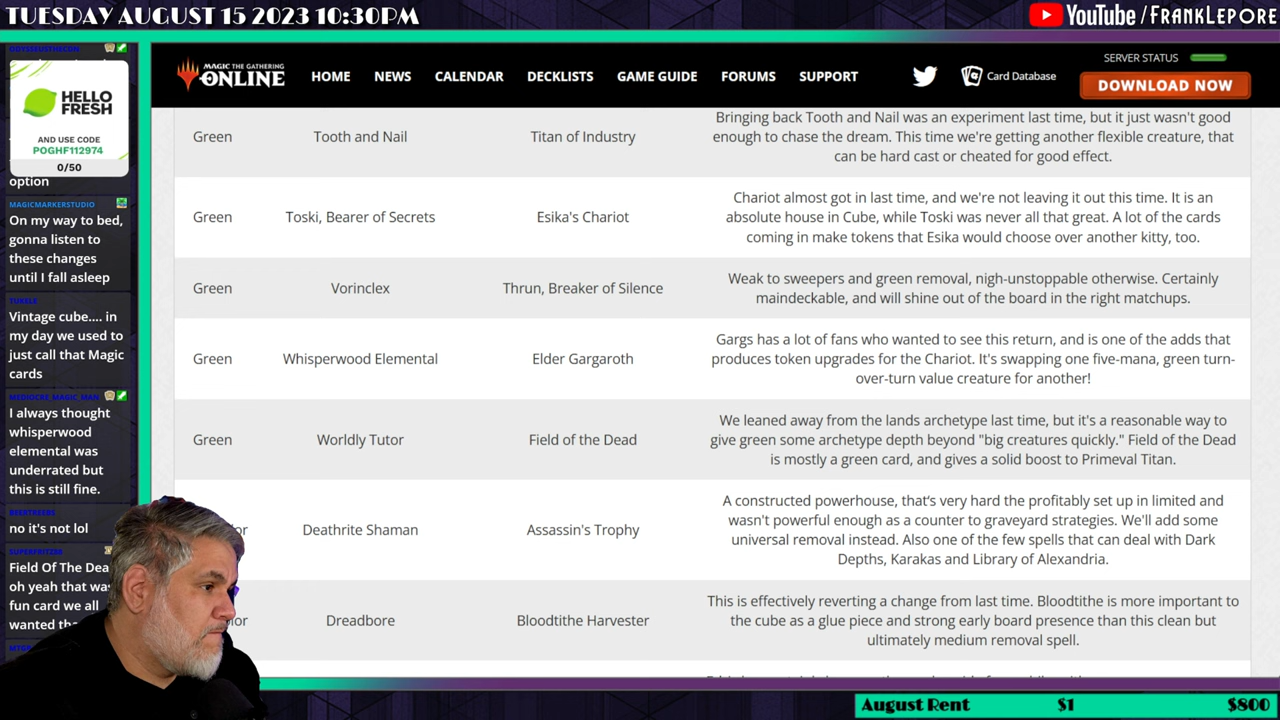 TUESDAY AUGUST 15 2023 10:30PM
YouTube /FRANKLEPORE
ODYSSEUSTHECON
HELLO
FRESH
AND USE CODE
POGHF112974
0/50
option
MAGICMARKERSTUDIO
On my way to bed,
gonna listen to
these changes
until I fall asleep
TUKELE
Vintage cube.... in
my day we used to
just call that Magic
cards
MEDIOCRE_MAGIC_MAN
I always thought
whisperwood
elemental was
underrated but
this is still fine.
no it's not lol
SUPERFRITZ88
Field Of The Dea
oh yeah that was
fun card we all
wanted
MAGIC THE GATHERING
ONLINE
HOME
NEWS
CALENDAR
DECKLISTS
GAME GUIDE
FORUMS
SUPPORT
Card Database
SERVER STATUS
DOWNLOAD NOW
Green
Tooth and Nail
Titan of Industry
Bringing back Tooth and Nail was an experiment last time, but it just wasn't good
enough to chase the dream. This time we're getting another flexible creature, that
can be hard cast or cheated for good effect.
Green
Toski, Bearer of Secrets
Esika's Chariot
Chariot almost got in last time, and we're not leaving it out this time. It is an
absolute house in Cube, while Toski was never all that great. A lot of the cards
coming in make tokens that Esika would choose over another kitty, too.
Green
Vorinclex
Thrun, Breaker of Silence
Weak to sweepers and green removal, nigh-unstoppable otherwise. Certainly
maindeckable, and will shine out of the board in the right matchups.
Green
Whisperwood Elemental
Elder Gargaroth
Gargs has a lot of fans who wanted to see this return, and is one of the adds that
produces token upgrades for the Chariot. It's swapping one five-mana, green turn-
over-turn value creature for another!
Green
Worldly Tutor
Field of the Dead
We leaned away from the lands archetype last time, but it's a reasonable way to
give green some archetype depth beyond "big creatures quickly." Field of the Dead
is mostly a green card, and gives a solid boost to Primeval Titan.
or
Deathrite Shaman
Assassin's Trophy
A constructed powerhouse, that's very hard the profitably set up in limited and
wasn't powerful enough as a counter to graveyard strategies. We'll add some
universal removal instead. Also one of the few spells that can deal with Dark
Depths, Karakas and Library of Alexandria.
or
Dreadbore
Bloodtithe Harvester
This is effectively reverting a change from last time. Bloodtithe is more important to
the cube as a glue piece and strong early board presence than this clean but
ultimately medium removal spell.
August Rent
$1
$800